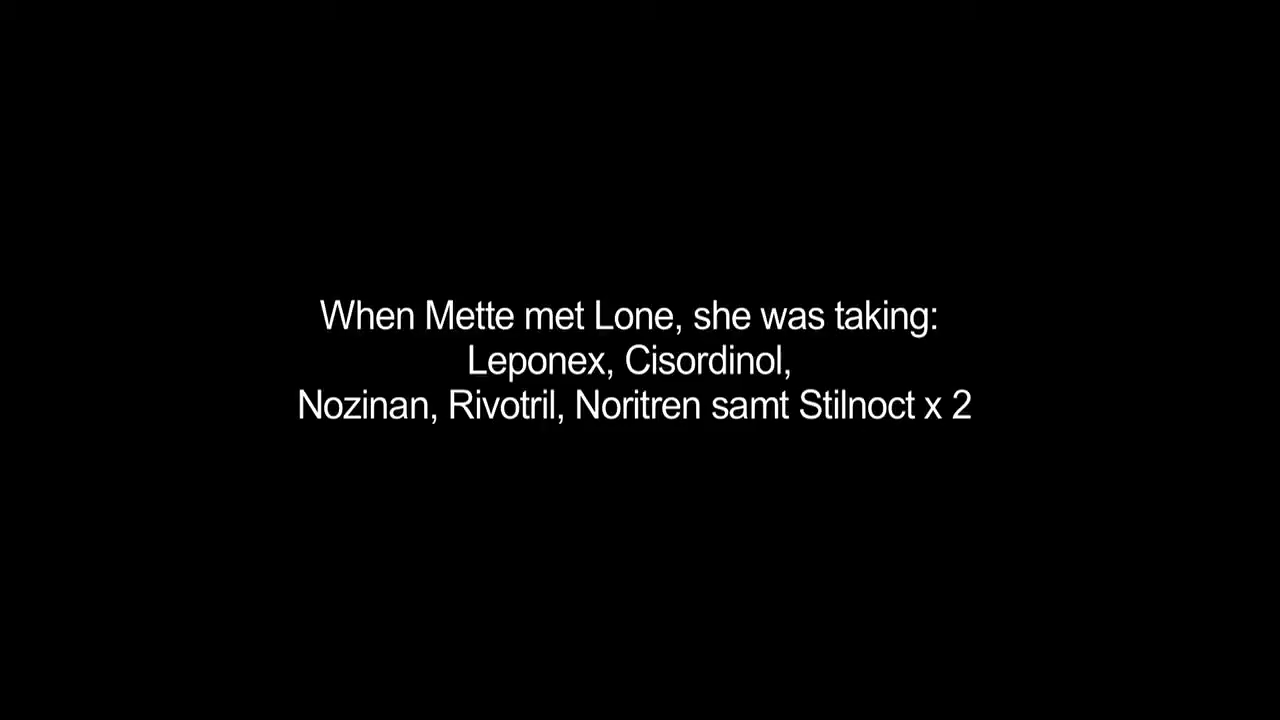 When Mette met Lone, she was taking:
Leponex, Cisordinol,
Nozinan, Rivotril, Noritren samt Stilnoct x 2